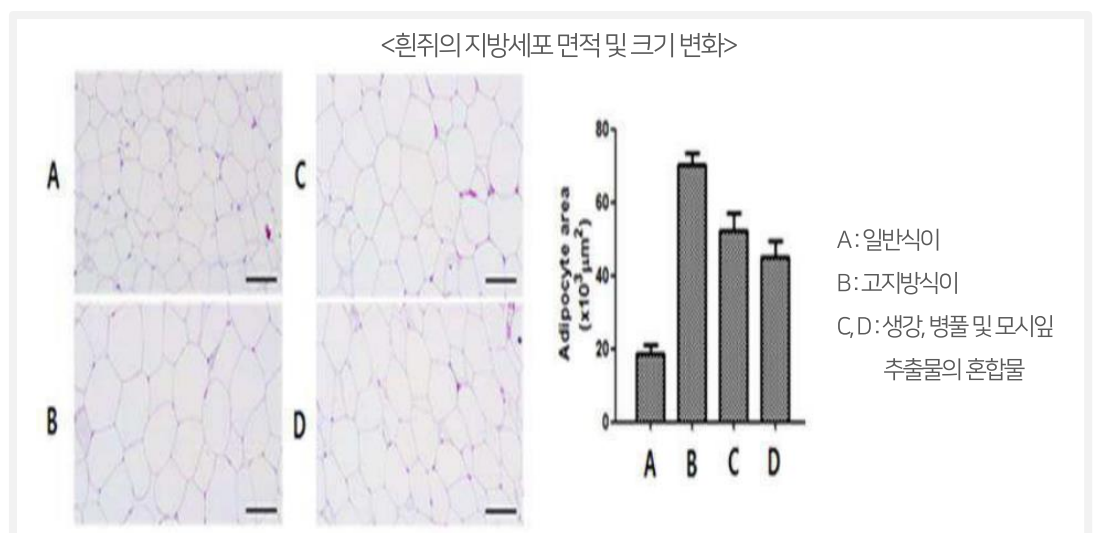 <흰쥐의 지방세포 면적 및 크기 변화>
A
C
B
D
Adipocyte area
(x10³μm²)
80
60
40
20
0
A B C D
A : 일반식이
B : 고지방식이
C, D : 생강, 병풀 및 모시잎
추출물의 혼합물